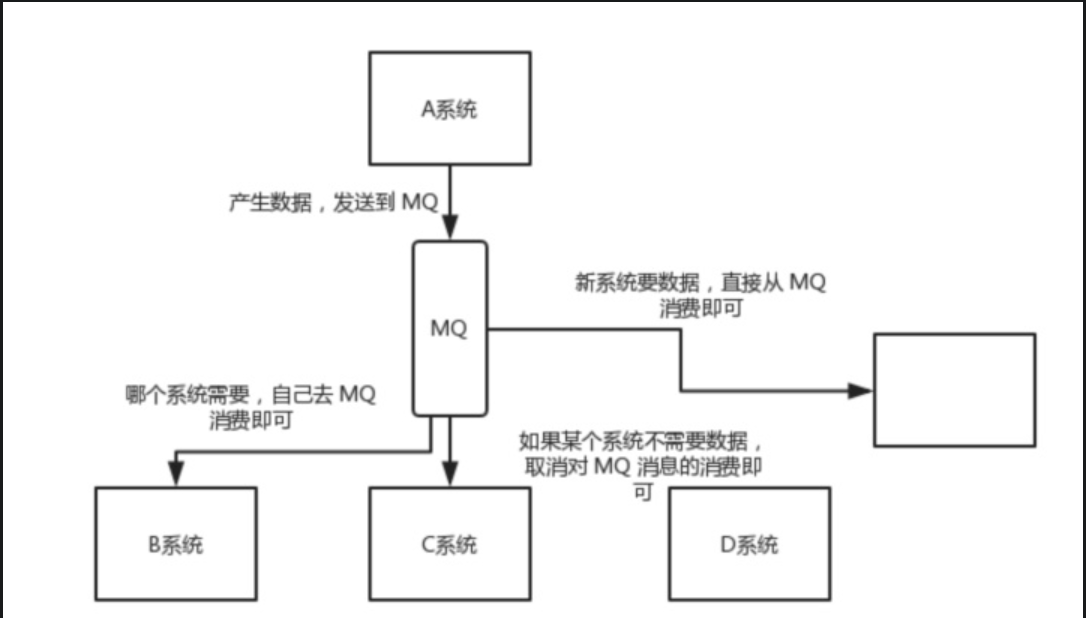 A系统
产生数据，发送到 MQ
新系统要数据，直接从 MQ
消费即可
MQ
哪个系统需要，自己去 MQ
消费即可
如果某个系统不需要数据，
取消对 MQ 消息的消费即
可
B系统
C系统
D系统